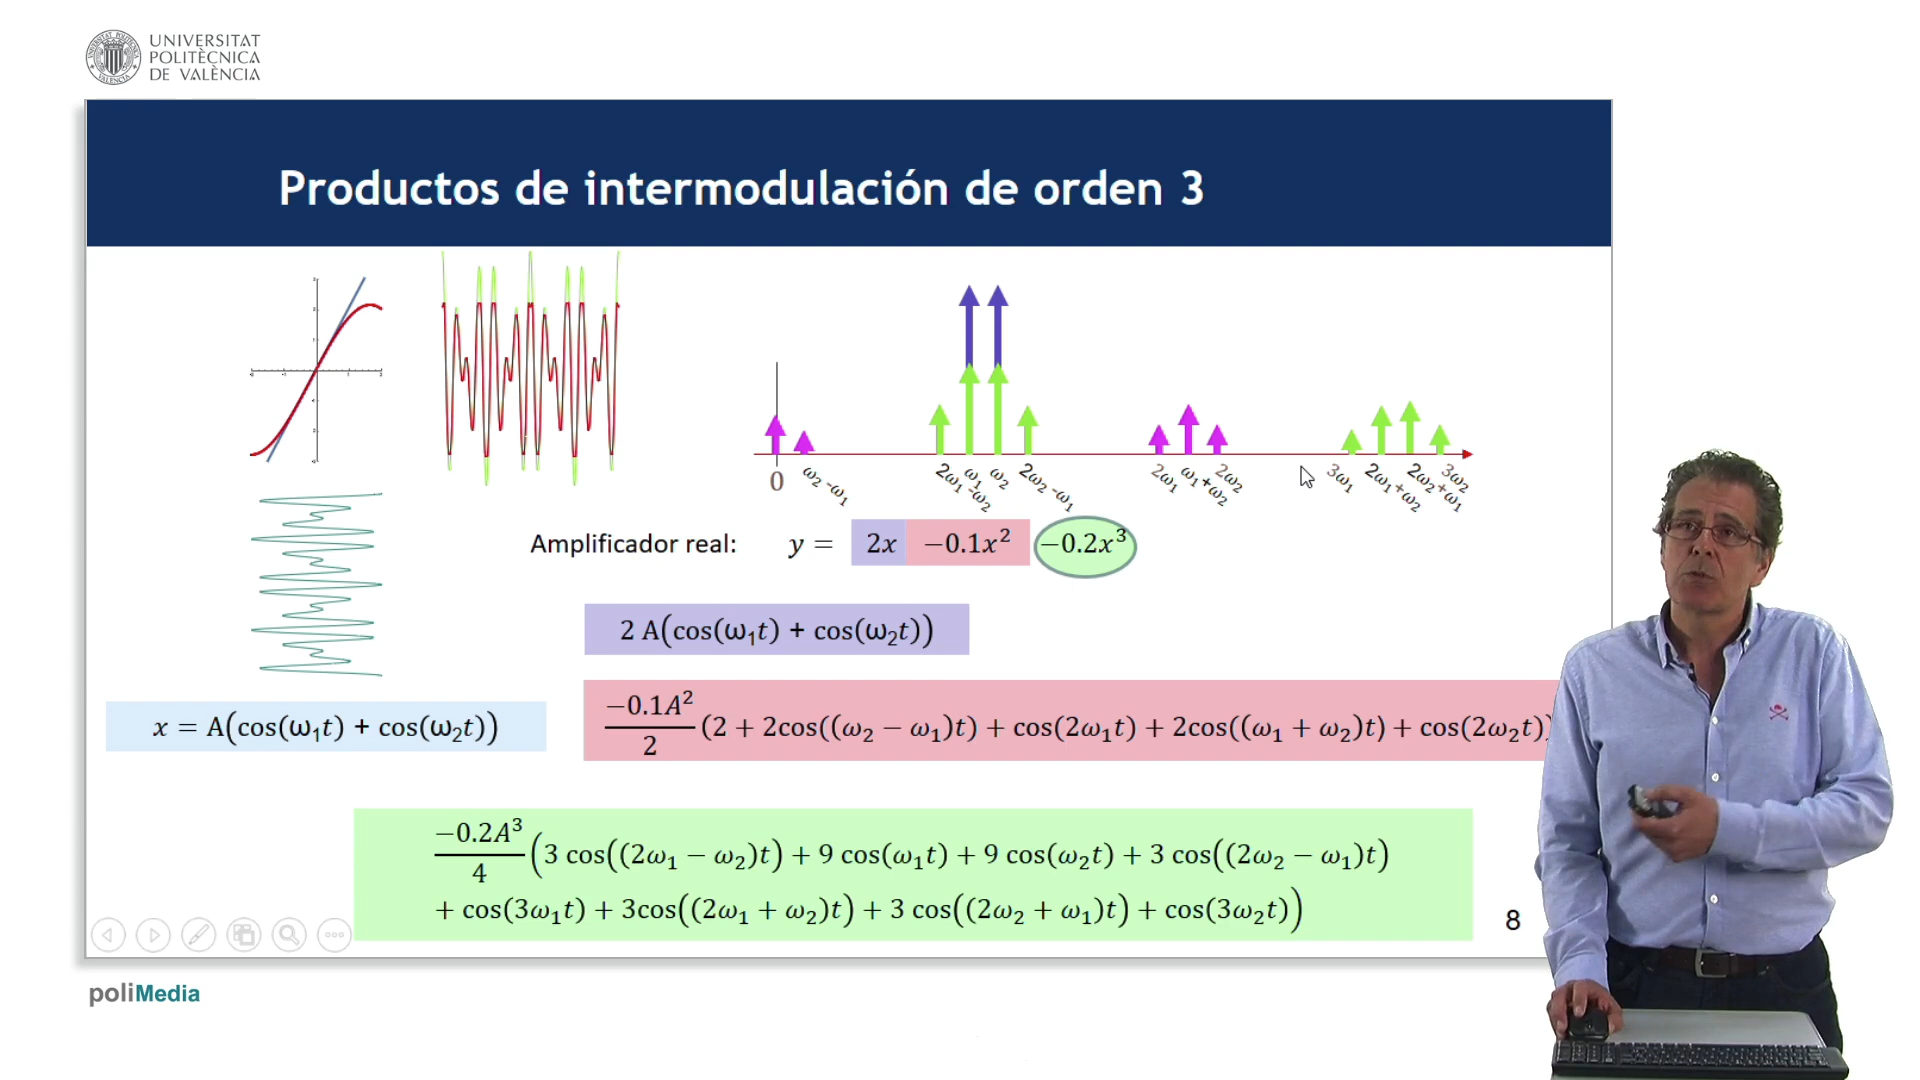 UNIVERSITAT
POLITÈCNICA
DE VALÈNCIA
Productos de intermodulación de orden 3
0
ω₂ -ω₁
2ω₁ -ω₂
ω₁
ω₂
2ω₂ -ω₁
2ω₁
ω₁+ω₂
2ω₂
3ω₁
2ω₁+ω₂
2ω₂+ω₁
3ω₂
Amplificador real: y = 2x −0.1x² −0.2x³
2 A(cos(ω₁t) + cos(ω₂t))
x = A(cos(ω₁t) + cos(ω₂t))
−0.1A²/2 (2 + 2cos((ω₂ − ω₁)t) + cos(2ω₁t) + 2cos((ω₁ + ω₂)t) + cos(2ω₂t))
−0.2A³/4 (3 cos((2ω₁ − ω₂)t) + 9 cos(ω₁t) + 9 cos(ω₂t) + 3 cos((2ω₂ − ω₁)t)
+ cos(3ω₁t) + 3cos((2ω₁ + ω₂)t) + 3 cos((2ω₂ + ω₁)t) + cos(3ω₂t))
8
poliMedia